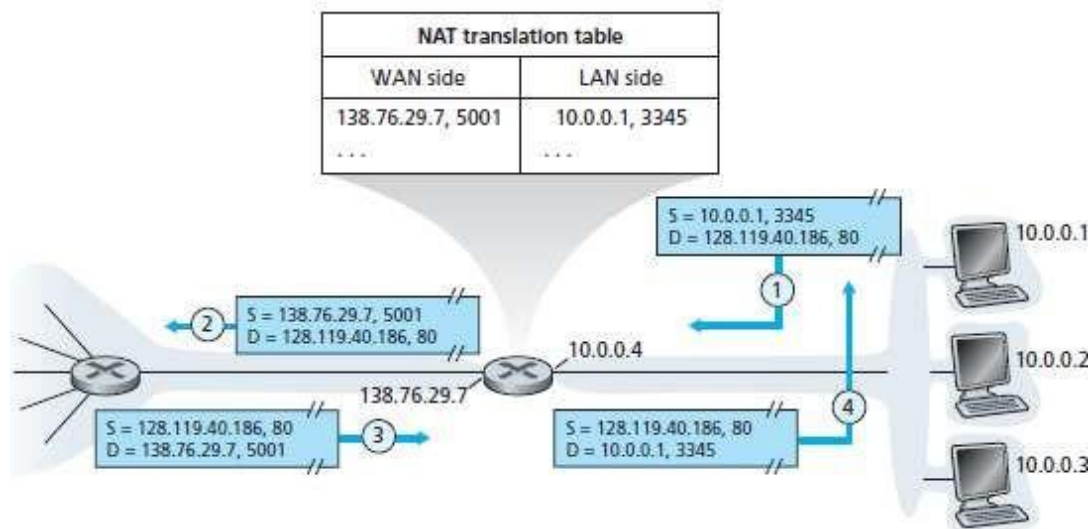 NAT translation table
WAN side
LAN side
138.76.29.7, 5001
10.0.0.1, 3345
. . .
. . .
S = 10.0.0.1, 3345
D = 128.119.40.186, 80
10.0.0.1
1
S = 138.76.29.7, 5001
D = 128.119.40.186, 80
2
10.0.0.4
10.0.0.2
138.76.29.7
S = 128.119.40.186, 80
D = 138.76.29.7, 5001
3
S = 128.119.40.186, 80
D = 10.0.0.1, 3345
4
10.0.0.3